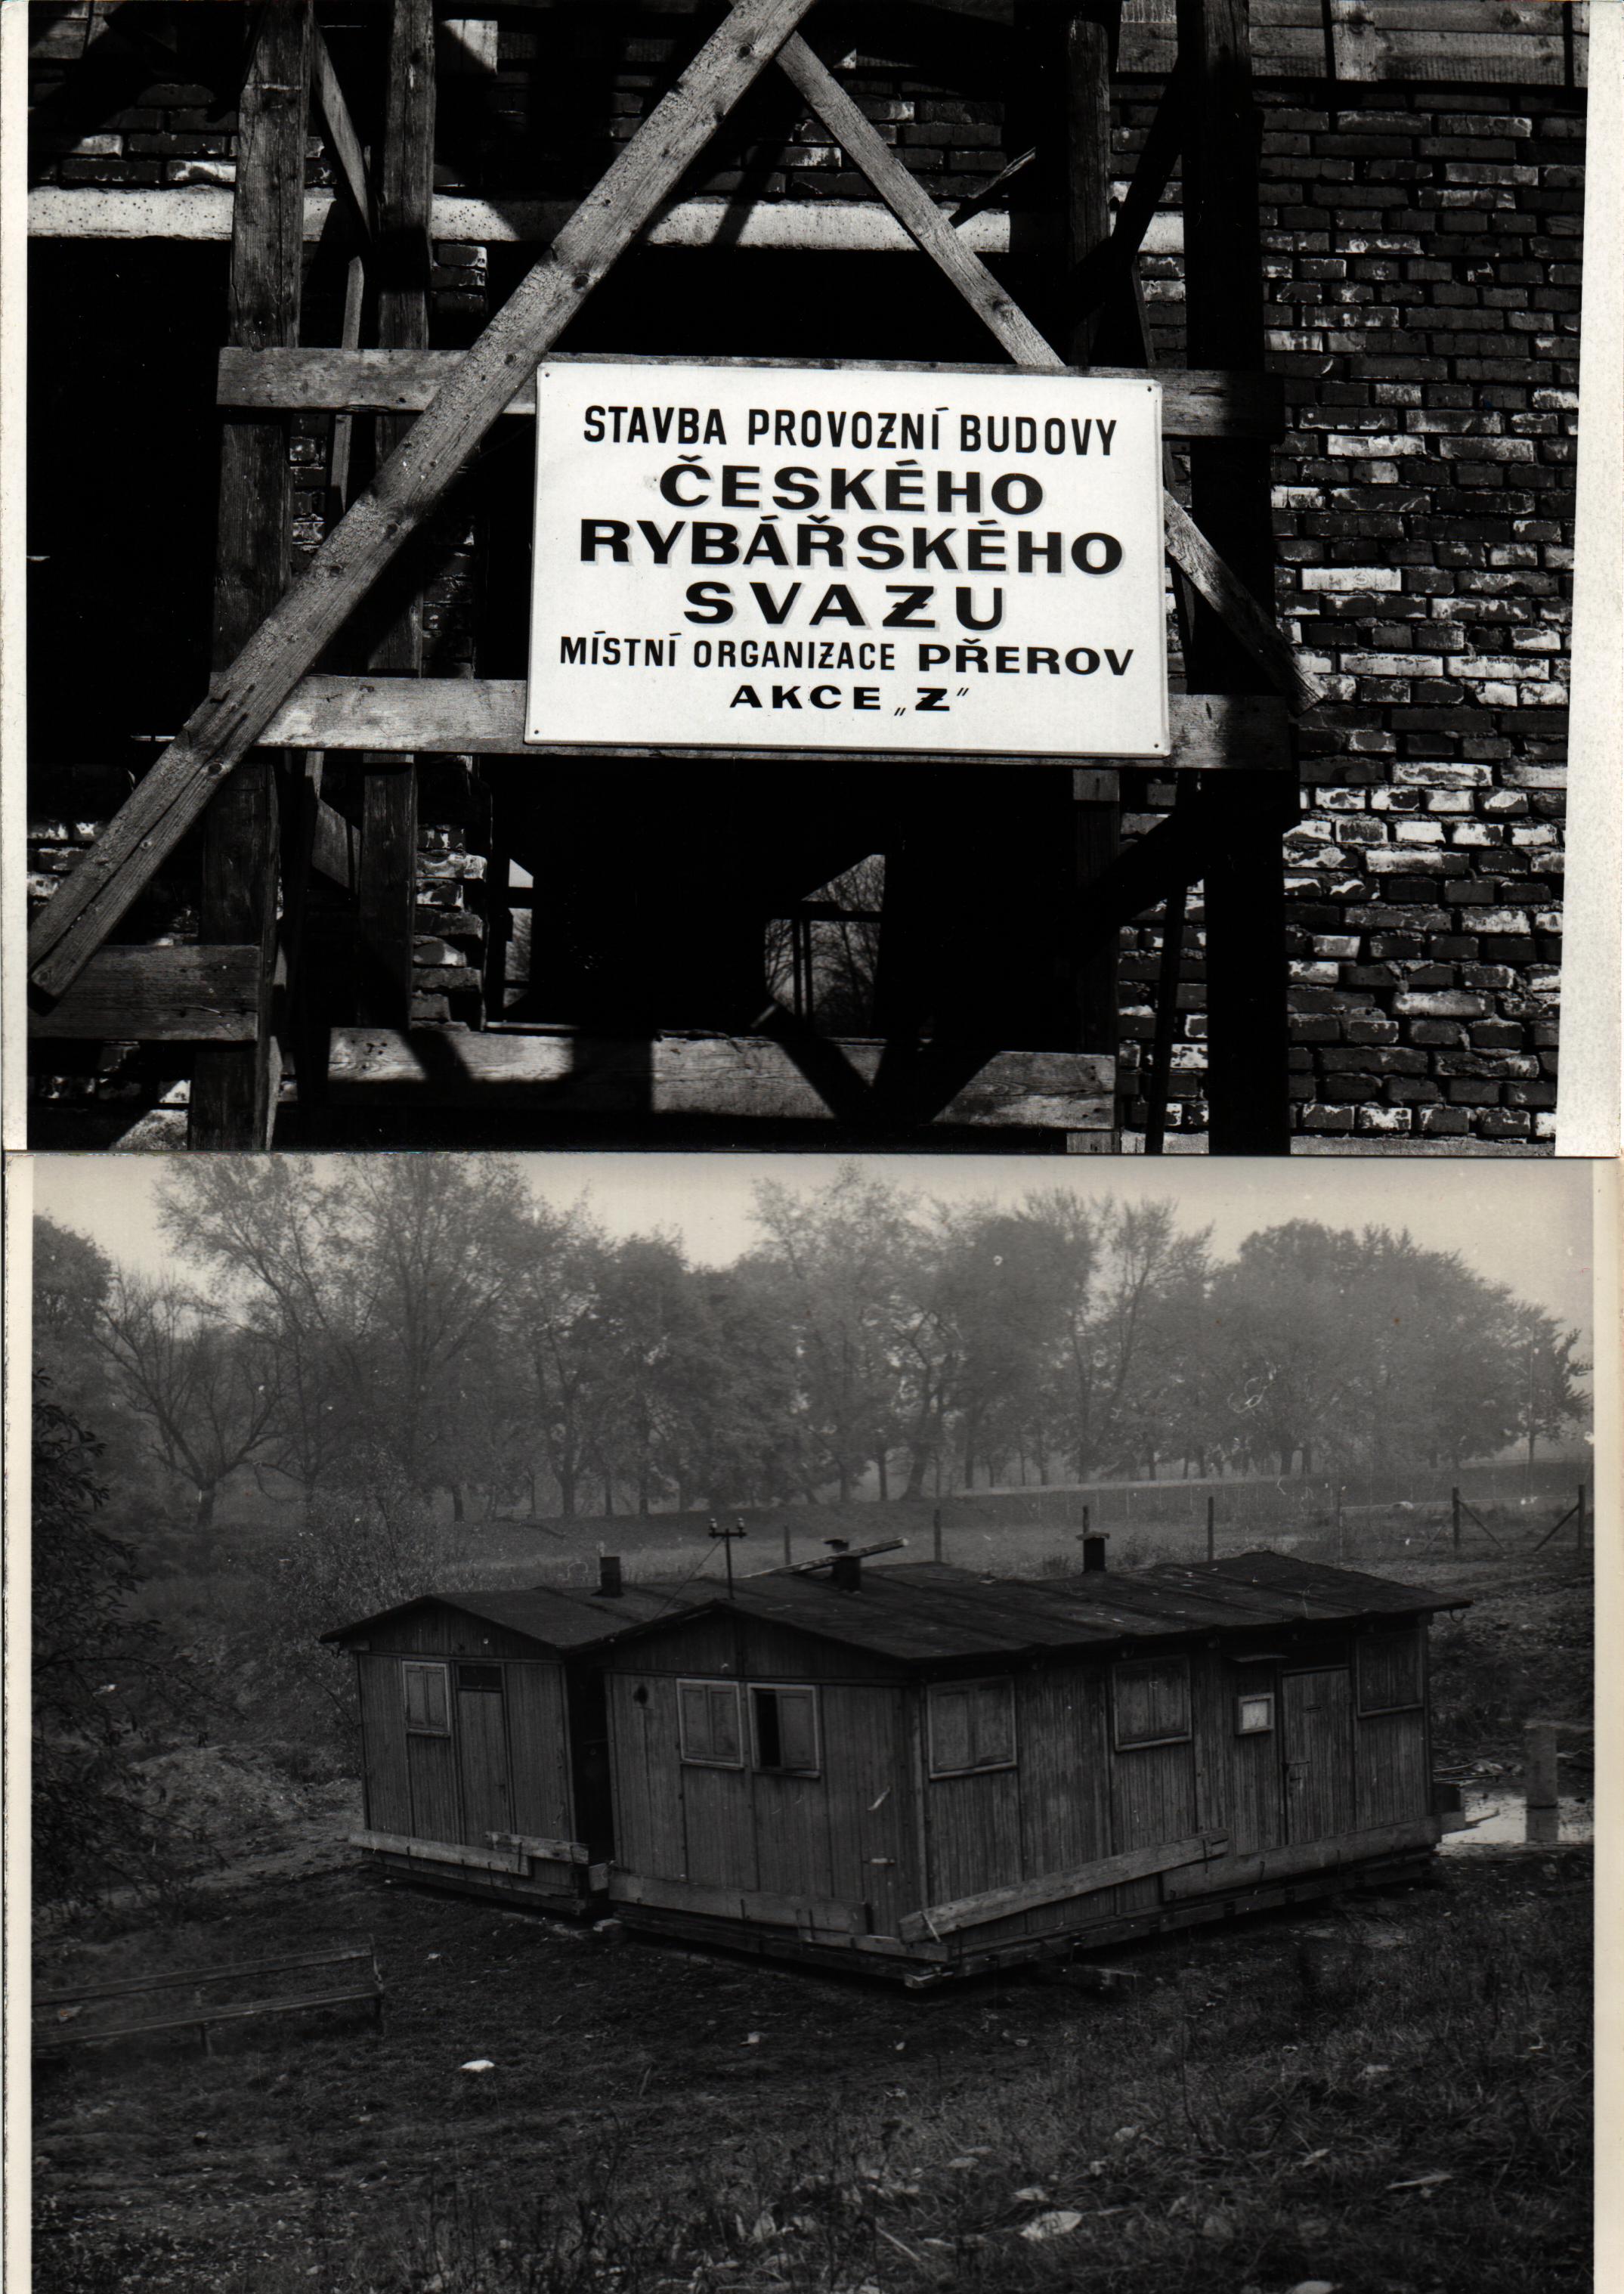 STAVBA PROVOZNÍ BUDOVY
ČESKÉHO
RYBÁŘSKÉHO
SVAZU
MÍSTNÍ ORGANIZACE PŘEROV
AKCE „Z"